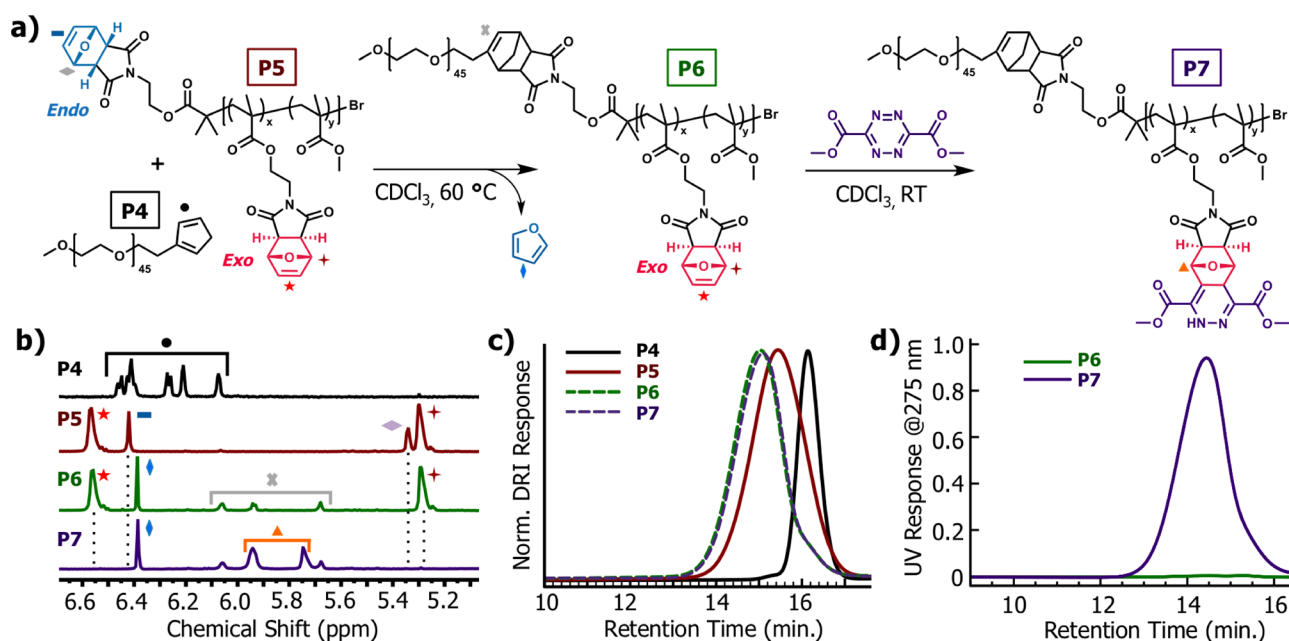 a)
P5
P6
P7
P4
Endo
Exo
Exo
+
CDCl3, 60 °C
CDCl3, RT
H
O
H
O
N
O
O
O
x
y
Br
O
O
O
O
O
N
O
H
H
O
O
O
45
O
O
45
O
N
O
O
O
x
y
Br
O
O
O
O
O
N
O
H
H
O
O
O
N
N
N
N
O
O
O
O
O
O
45
O
N
O
O
O
x
y
Br
O
O
O
O
O
N
O
H
H
O
O
O
O
O
HN
N
b)
P4
P5
P6
P7
6.6 6.4 6.2 6.0 5.8 5.6 5.4 5.2
Chemical Shift (ppm)
c)
P4
P5
P6
P7
Norm. DRI Response
10 12 14 16
Retention Time (min.)
d)
P6
P7
UV Response @275 nm
1.0
0.8
0.6
0.4
0.2
0
10 12 14 16
Retention Time (min.)